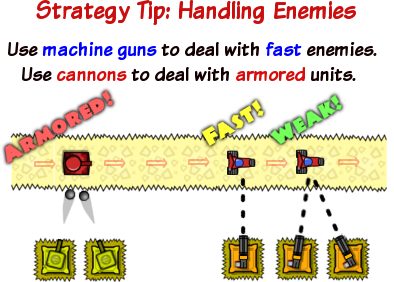 Strategy Tip: Handling Enemies
Use machine guns to deal with fast enemies.
Use cannons to deal with armored units.
ARMORED!
FAST!
WEAK!